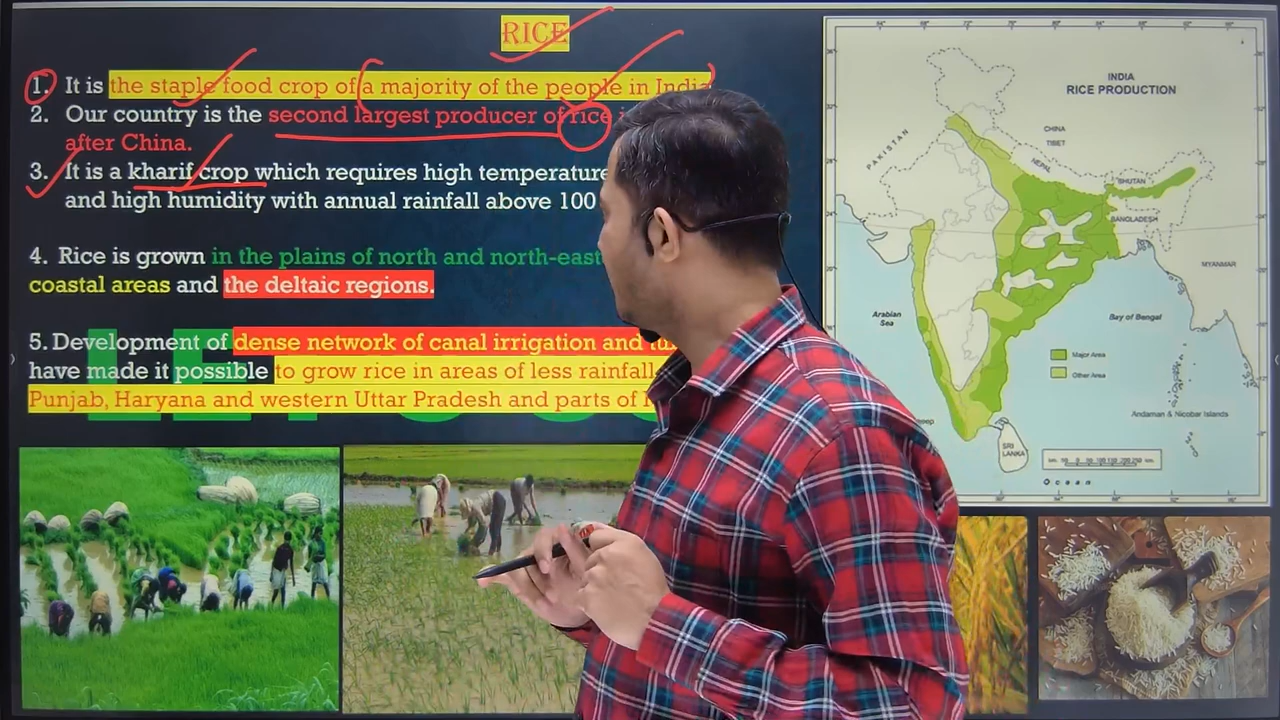 RICE
1. It is the staple food crop of a majority of the people in India
2. Our country is the second largest producer of rice
after China.
3. It is a kharif crop which requires high temperature
and high humidity with annual rainfall above 100
4. Rice is grown in the plains of north and north-east
coastal areas and the deltaic regions.
5. Development of dense network of canal irrigation and
have made it possible to grow rice in areas of less rainfall
Punjab, Haryana and western Uttar Pradesh and parts of
INDIA
RICE PRODUCTION
PAKISTAN
CHINA
TIBET
NEPAL
BHUTAN
BANGLADESH
MYANMAR
Arabian
Sea
Bay of Bengal
Major Area
Other Area
Andaman & Nicobar Islands
SRI
LANKA